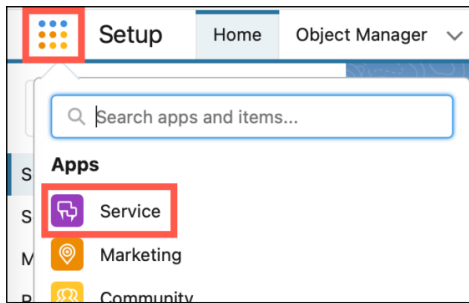 Setup Home Object Manager
Search apps and items...
Apps
S
Service
S
Marketing
M
Community